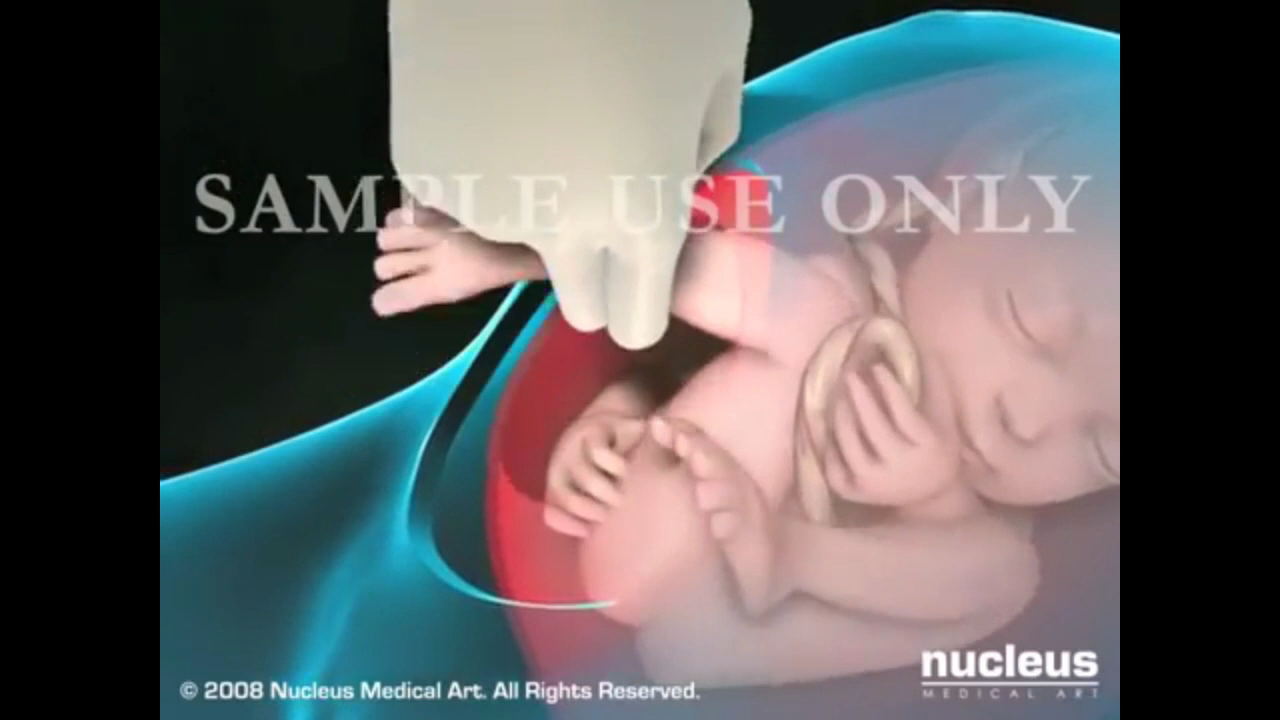 SAMPLE USE ONLY
nucleus
MEDICAL ART
© 2008 Nucleus Medical Art. All Rights Reserved.